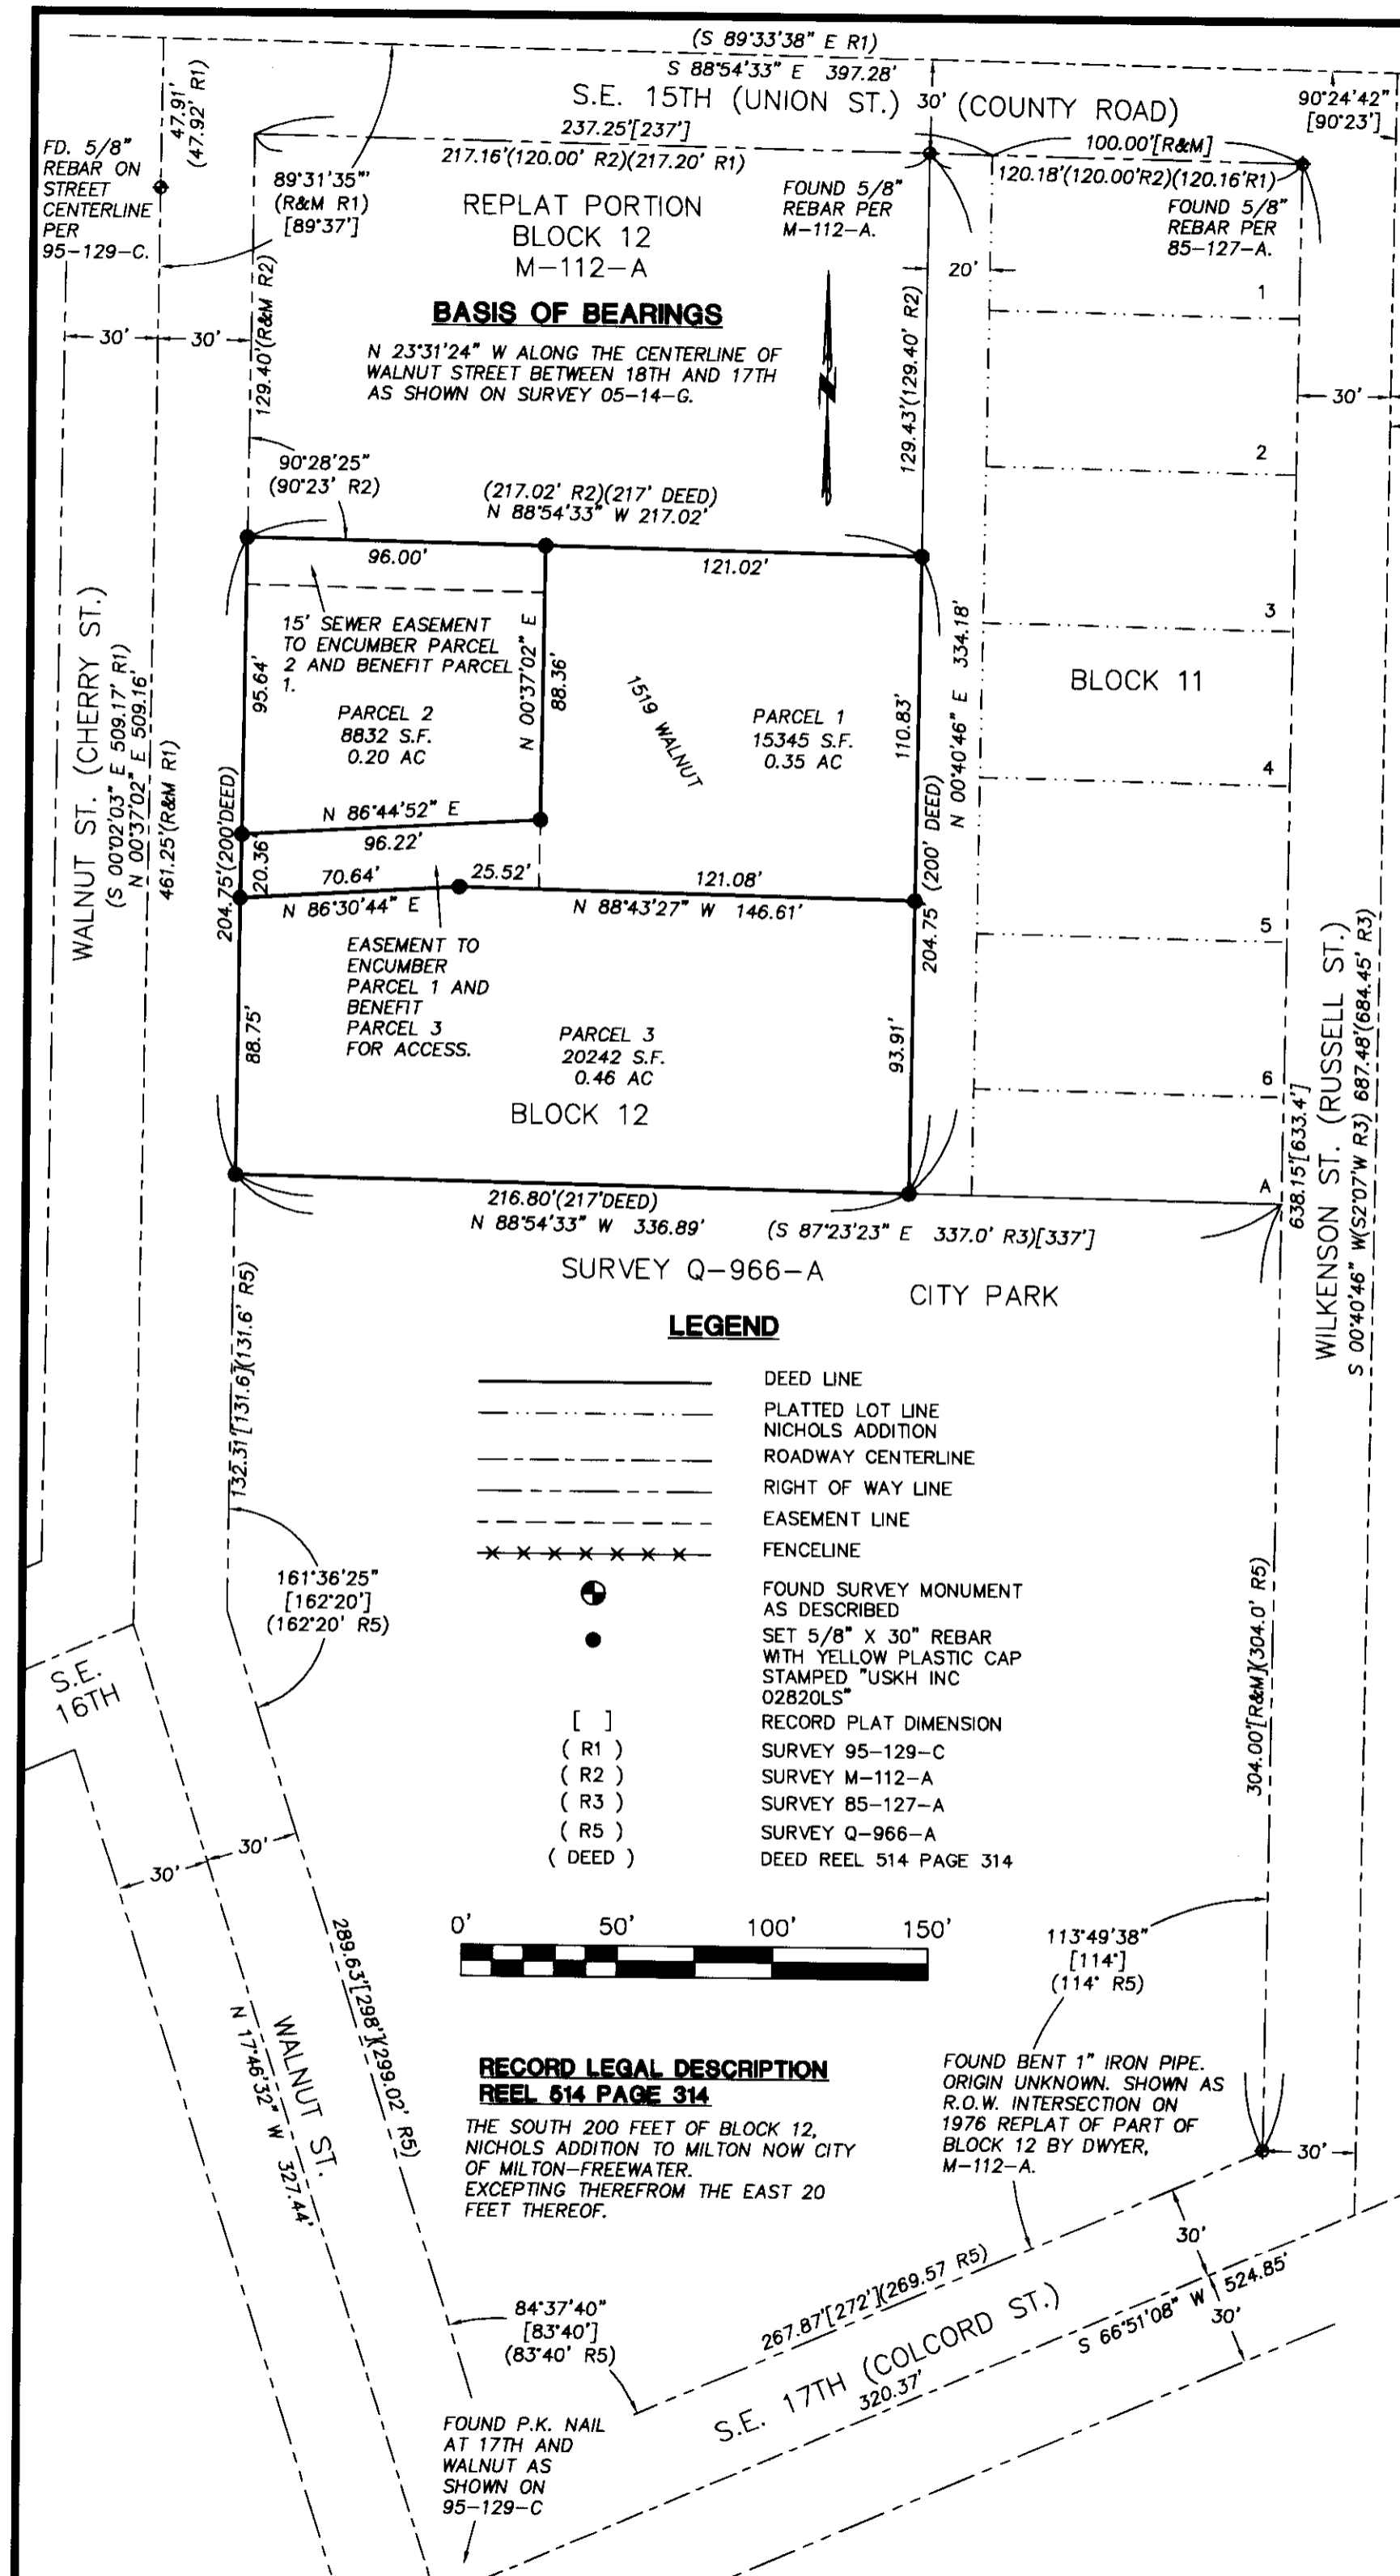 (S 89°33'38" E R1)
S 88°54'33" E 397.28'
S.E. 15TH (UNION ST.) 30' (COUNTY ROAD)
90°24'42"
[90°23']
47.91'
(47.92' R1)
237.25'[237']
100.00'[R&M]
217.16'(120.00' R2)(217.20' R1)
120.18'(120.00'R2)(120.16'R1)
FD. 5/8"
REBAR ON
STREET
CENTERLINE
PER
95-129-C.
89°31'35"'
(R&M R1)
[89°37']
REPLAT PORTION
BLOCK 12
M-112-A
FOUND 5/8"
REBAR PER
M-112-A.
FOUND 5/8"
REBAR PER
85-127-A.
20'
30'
30'
30'
129.40'(R&M R2)
129.43'(129.40' R2)
BASIS OF BEARINGS
N 23°31'24" W ALONG THE CENTERLINE OF
WALNUT STREET BETWEEN 18TH AND 17TH
AS SHOWN ON SURVEY 05-14-G.
90°28'25"
(90°23' R2)
(217.02' R2)(217' DEED)
N 88°54'33" W 217.02'
96.00'
121.02'
15' SEWER EASEMENT
TO ENCUMBER PARCEL
2 AND BENEFIT PARCEL
1.
95.64'
N 00°37'02" E
88.36'
PARCEL 2
8832 S.F.
0.20 AC
1519 WALNUT
PARCEL 1
15345 S.F.
0.35 AC
110.83'
N 00°40'46" E 334.18'
1
2
3
BLOCK 11
4
5
6
A
WALNUT ST. (CHERRY ST.)
(S 00°02'03" E 509.17' R1)
N 00°37'02" E 509.16'
461.25'(R&M R1)
204.75'(200'DEED)
20.36'
N 86°44'52" E
96.22'
70.64'
25.52'
121.08'
N 86°30'44" E
N 88°43'27" W 146.61'
204.75 (200' DEED)
EASEMENT TO
ENCUMBER
PARCEL 1 AND
BENEFIT
PARCEL 3
FOR ACCESS.
88.75'
PARCEL 3
20242 S.F.
0.46 AC
93.91'
BLOCK 12
WILKENSON ST. (RUSSELL ST.)
S 00°40'46" W(S2°07'W R3) 687.48'(684.45' R3)
638.15'[633.4']
216.80'(217'DEED)
N 88°54'33" W 336.89'
(S 87°23'23" E 337.0' R3)[337']
SURVEY Q-966-A
CITY PARK
132.31'[131.6](131.6' R5)
LEGEND
DEED LINE
PLATTED LOT LINE
NICHOLS ADDITION
ROADWAY CENTERLINE
RIGHT OF WAY LINE
EASEMENT LINE
FENCELINE
FOUND SURVEY MONUMENT
AS DESCRIBED
SET 5/8" X 30" REBAR
WITH YELLOW PLASTIC CAP
STAMPED "USKH INC
02820LS"
[ ] RECORD PLAT DIMENSION
( R1 ) SURVEY 95-129-C
( R2 ) SURVEY M-112-A
( R3 ) SURVEY 85-127-A
( R5 ) SURVEY Q-966-A
( DEED ) DEED REEL 514 PAGE 314
161°36'25"
[162°20']
(162°20' R5)
S.E.
16TH
30'
30'
304.00'[R&M](304.0' R5)
0' 50' 100' 150'
113°49'38"
[114°]
(114° R5)
289.63'[298'](299.02' R5)
WALNUT ST.
N 17°46'32" W 327.44'
RECORD LEGAL DESCRIPTION
REEL 514 PAGE 314
THE SOUTH 200 FEET OF BLOCK 12,
NICHOLS ADDITION TO MILTON NOW CITY
OF MILTON-FREEWATER.
EXCEPTING THEREFROM THE EAST 20
FEET THEREOF.
FOUND BENT 1" IRON PIPE.
ORIGIN UNKNOWN. SHOWN AS
R.O.W. INTERSECTION ON
1976 REPLAT OF PART OF
BLOCK 12 BY DWYER,
M-112-A.
30'
30'
30'
84°37'40"
[83°40']
(83°40' R5)
267.87'[272'](269.57 R5)
S.E. 17TH (COLCORD ST.)
320.37'
S 66°51'08" W 524.85'
FOUND P.K. NAIL
AT 17TH AND
WALNUT AS
SHOWN ON
95-129-C